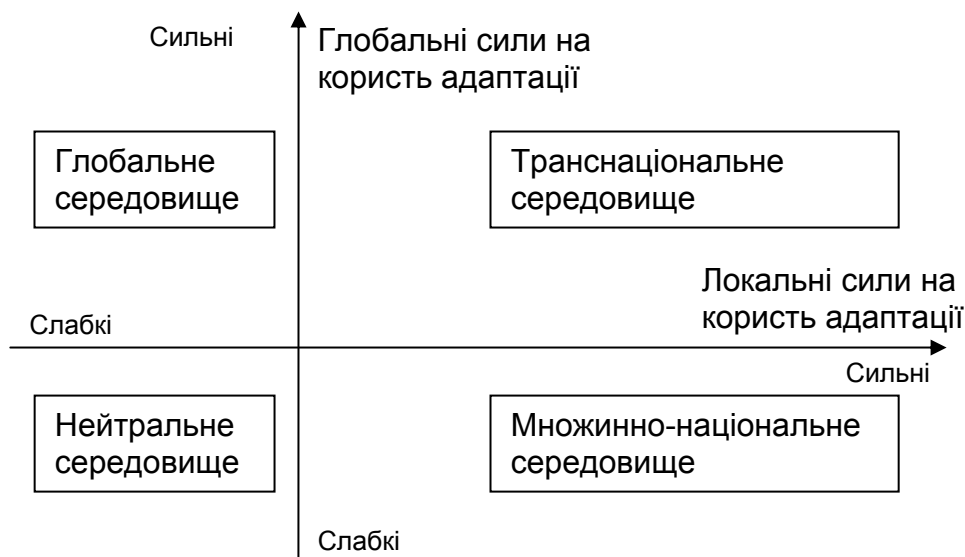 Сильні
Глобальні сили на
користь адаптації
Глобальне
середовище
Транснаціональне
середовище
Локальні сили на
користь адаптації
Слабкі
Сильні
Нейтральне
середовище
Множинно-національне
середовище
Слабкі